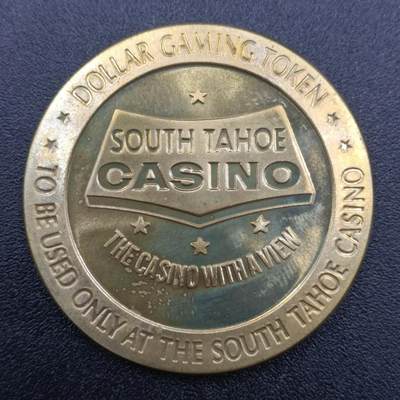 DOLLAR GAMING TOKEN
SOUTH TAHOE
CASINO
THE CASINO WITH A VIEW
TO BE USED ONLY AT THE SOUTH TAHOE CASINO